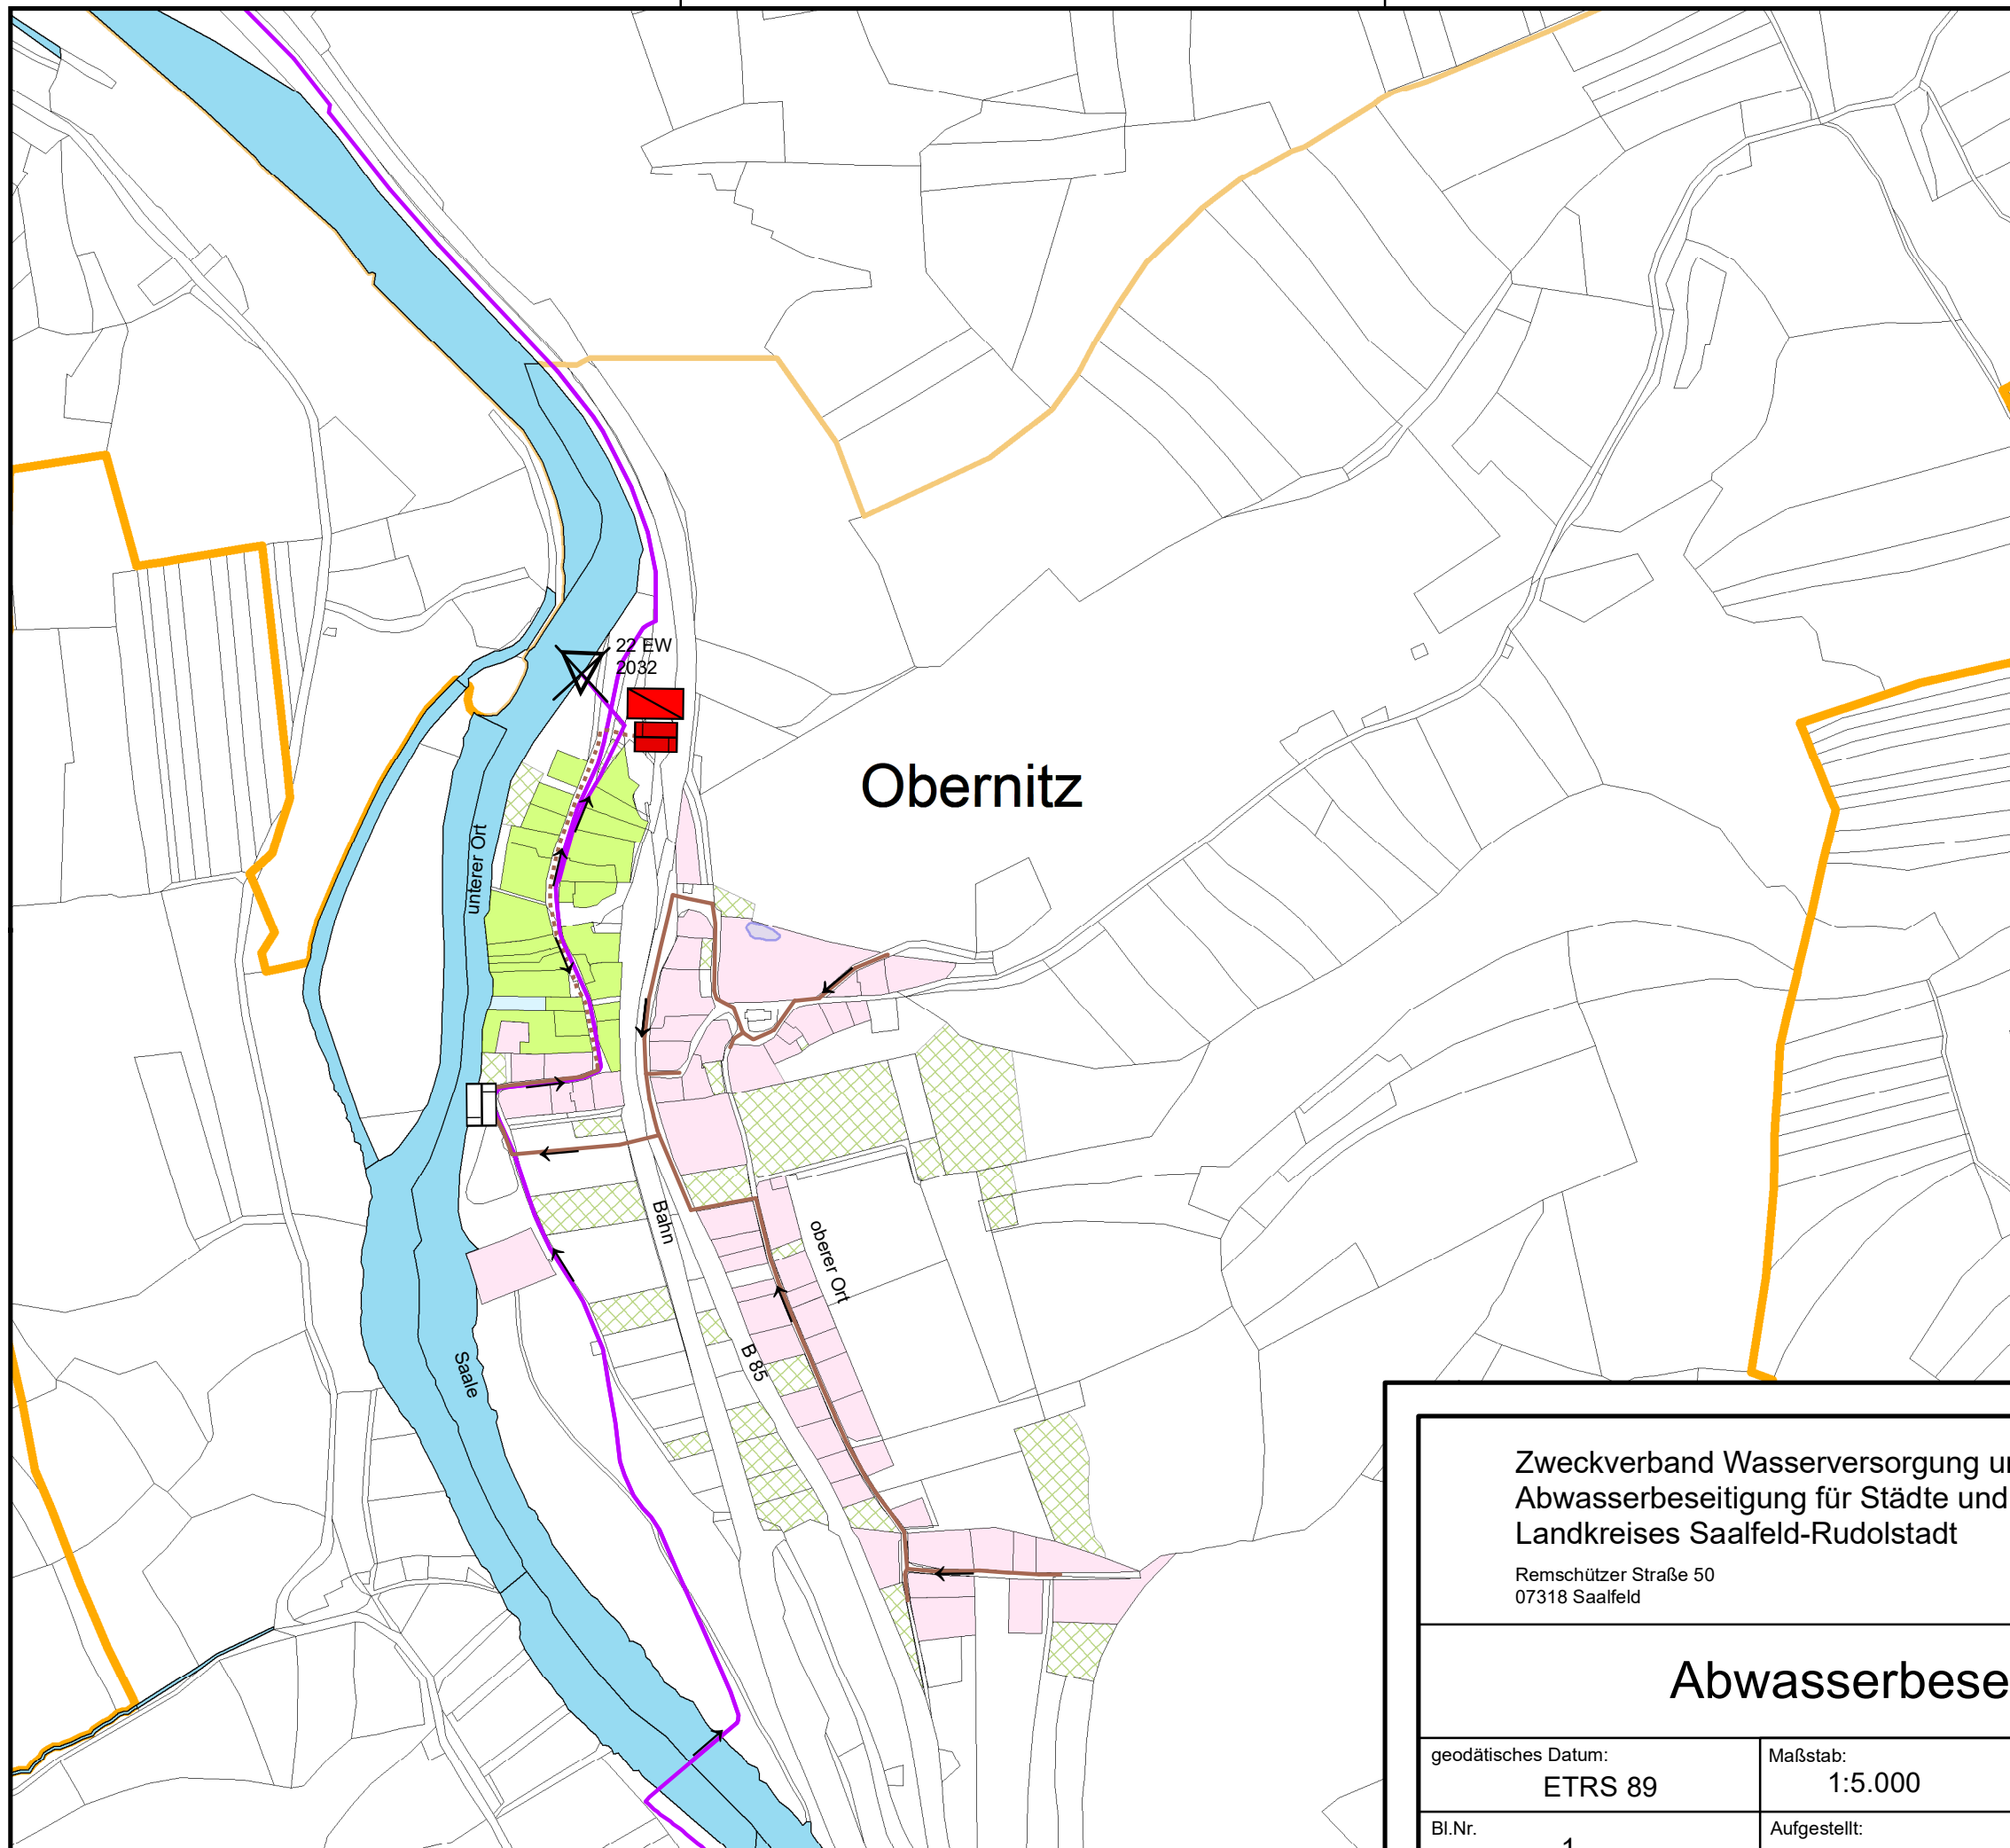 22 EW
2032
Obernitz
unterer Ort
Bahn
oberer Ort
B 85
Saale
Zweckverband Wasserversorgung
Abwasserbeseitigung für Städte und
Landkreises Saalfeld-Rudolstadt
Remschützer Straße 50
07318 Saalfeld
Abwasserbese
geodätisches Datum:
ETRS 89
Maßstab:
1:5.000
Bl.Nr.
1
Aufgestellt: